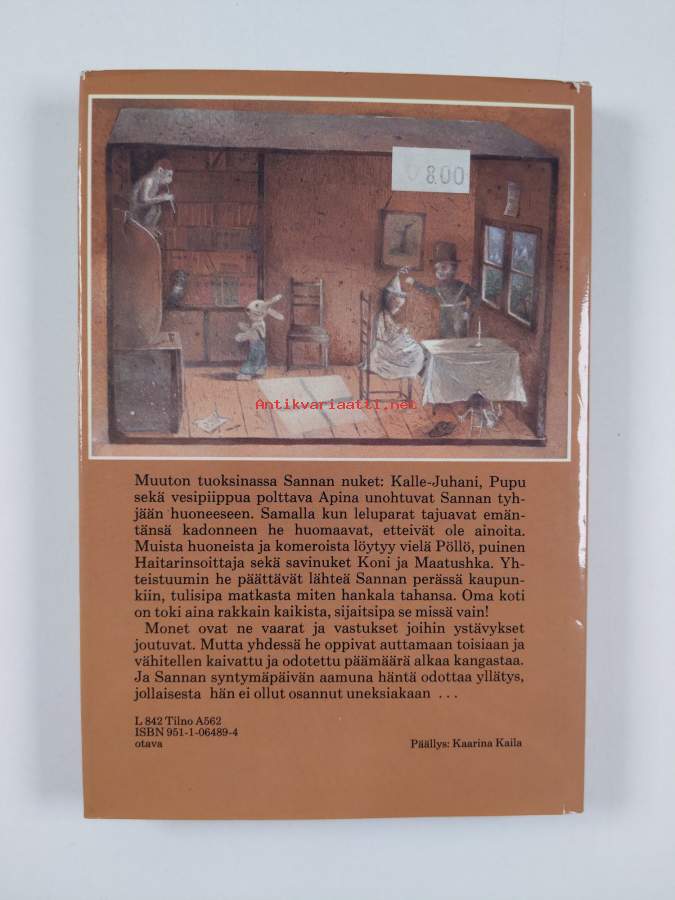 8.00
Antikvariaatti.net
Muuton tuoksinassa Sannan nuket: Kalle-Juhani, Pupu
sekä vesipiippua polttava Apina unohtuvat Sannan tyh-
jään huoneeseen. Samalla kun leluparat tajuavat emän-
tänsä kadonneen he huomaavat, etteivät ole ainoita.
Muista huoneista ja komeroista löytyy vielä Pöllö, puinen
Haitarinsoittaja sekä savinuket Koni ja Maatushka. Yh-
teistuumin he päättävät lähteä Sannan perässä kaupun-
kiin, tulisipa matkasta miten hankala tahansa. Oma koti
on toki aina rakkain kaikista, sijaitsipa se missä vain!
Monet ovat ne vaarat ja vastukset joihin ystävykset
joutuvat. Mutta yhdessä he oppivat auttamaan toisiaan ja
vähitellen kaivattu ja odotettu päämäärä alkaa kangastaa.
Ja Sannan syntymäpäivän aamuna häntä odottaa yllätys,
jollaisesta hän ei ollut osannut uneksiakaan ...
L 842 Tilno A562
ISBN 951-1-06489-4
otava
Päällys: Kaarina Kaila